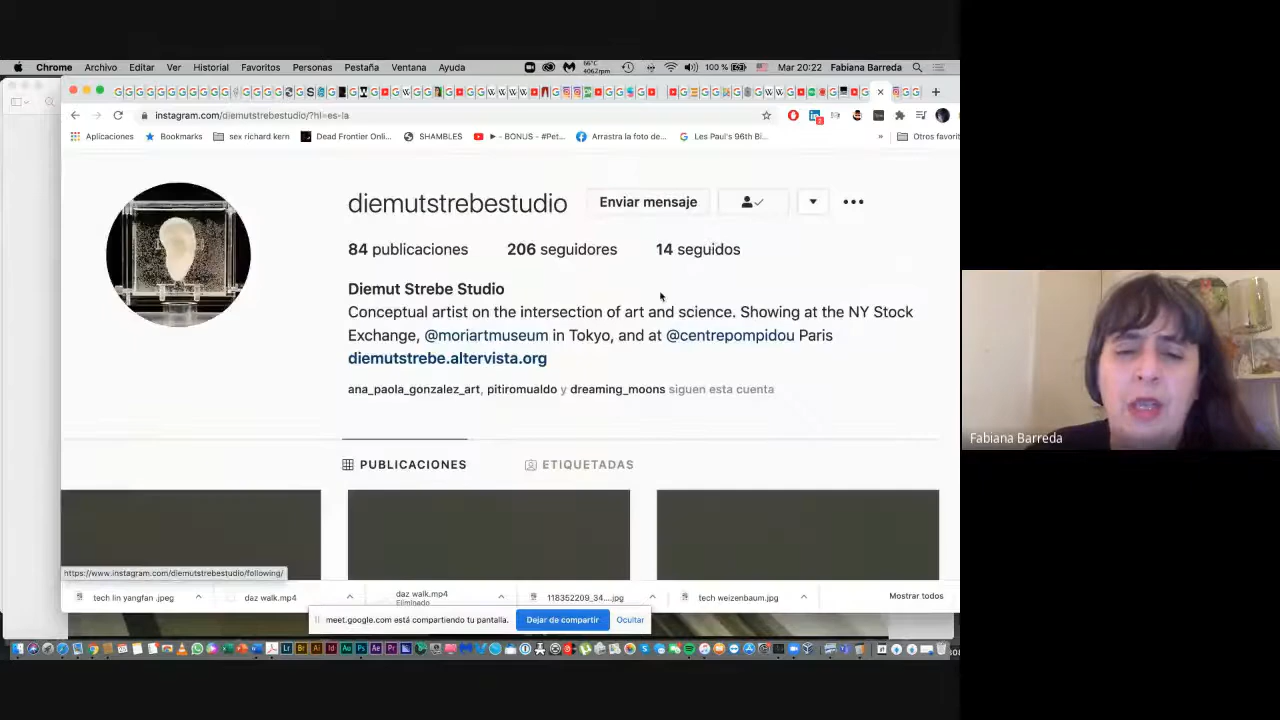 Chrome Archivo Editar Ver Historial Favoritos Personas Pestaña Ventana Ayuda
66°C
4062rpm
100 % Mar 20:22 Fabiana Barreda
instagram.com/diemutstrebestudio/?hl=es-la
Aplicaciones Bookmarks sex richard kern Dead Frontier Onli... SHAMBLES ► - BONUS - #Pet... Arrastra la foto de... Les Paul's 96th Bi... » Otros favorit
diemutstrebestudio Enviar mensaje
84 publicaciones 206 seguidores 14 seguidos
Diemut Strebe Studio
Conceptual artist on the intersection of art and science. Showing at the NY Stock
Exchange, @moriartmuseum in Tokyo, and at @centrepompidou Paris
diemutstrebe.altervista.org
ana_paola_gonzalez_art, pitiromualdo y dreaming_moons siguen esta cuenta
Fabiana Barreda
PUBLICACIONES ETIQUETADAS
https://www.instagram.com/diemutstrebestudio/following/
tech lin yangfan .jpeg daz walk.mp4 daz walk.mp4 118352209_34....jpg tech weizenbaum.jpg Mostrar todos
Eliminado
meet.google.com está compartiendo tu pantalla. Dejar de compartir Ocultar